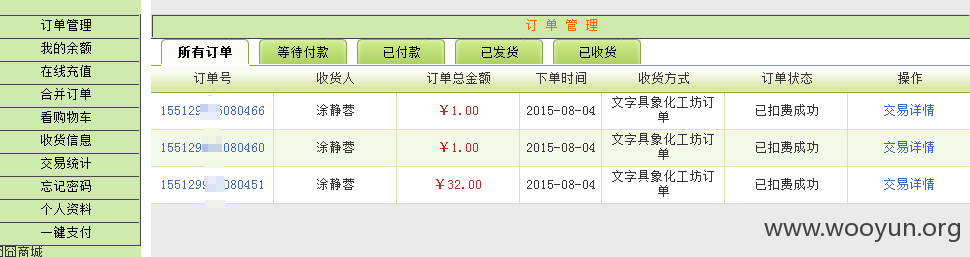 订单管理
我的余额
在线充值
合并订单
看购物车
收货信息
交易统计
忘记密码
个人资料
一键支付
囧商城
订 单 管 理
所有订单 等待付款 已付款 已发货 已收货
订单号 收货人 订单总金额 下单时间 收货方式 订单状态 操作
155129 5080466 涂静蓉 ￥1.00 2015-08-04 文字具象化工坊订单 已扣费成功 交易详情
155129 080460 涂静蓉 ￥1.00 2015-08-04 文字具象化工坊订单 已扣费成功 交易详情
155129 080451 涂静蓉 ￥32.00 2015-08-04 文字具象化工坊订单 已扣费成功 交易详情
www.wooyun.org